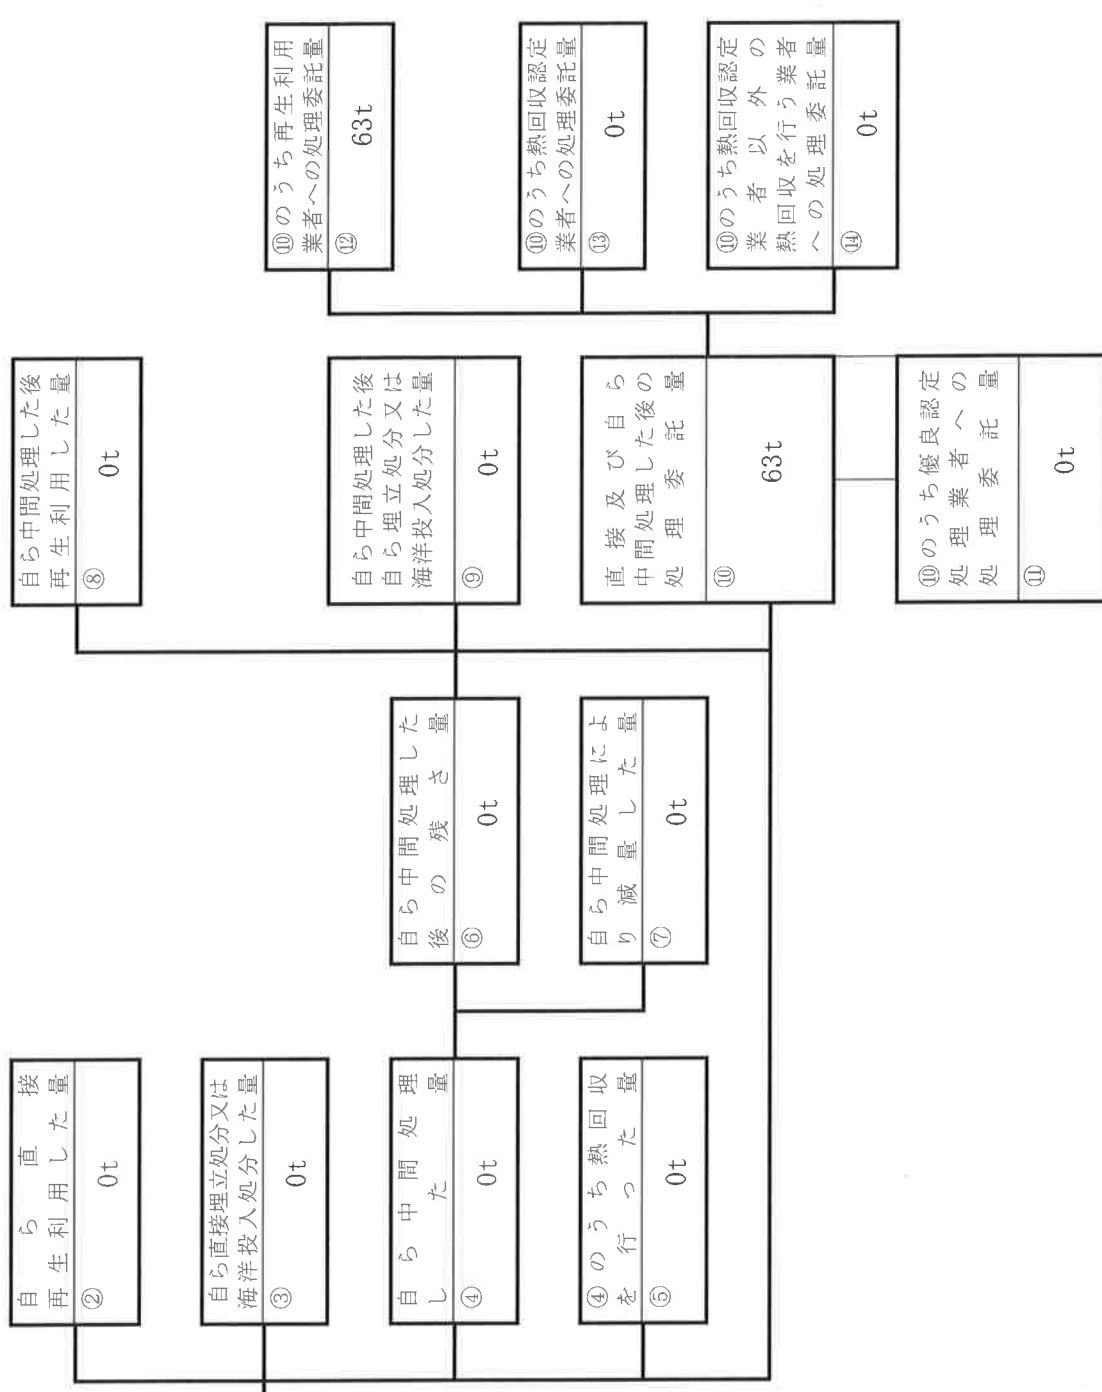 自ら直接
再生利用した量
② 0t
自ら直接埋立処分又は
海洋投入処分した量
③ 0t
自ら中間処理
した量
④ 0t
④のうち熱回収
を行った量
⑤ 0t
自ら中間処理した
後の残さ量
⑥ 0t
自ら中間処理によ
り減量した量
⑦ 0t
自ら中間処理した後
再生利用した量
⑧ 0t
自ら中間処理した後
自ら埋立処分又は
海洋投入処分した量
⑨ 0t
直接及び自ら
中間処理した後の
処理委託量
⑩ 63t
⑩のうち優良認定
処理業者への
処理委託量
⑪ 0t
⑩のうち再生利用
業者への処理委託量
⑫ 63t
⑩のうち熱回収認定
業者への処理委託量
⑬ 0t
⑩のうち熱回収認定
業者以外の
熱回収を行う業者
への処理委託量
⑭ 0t